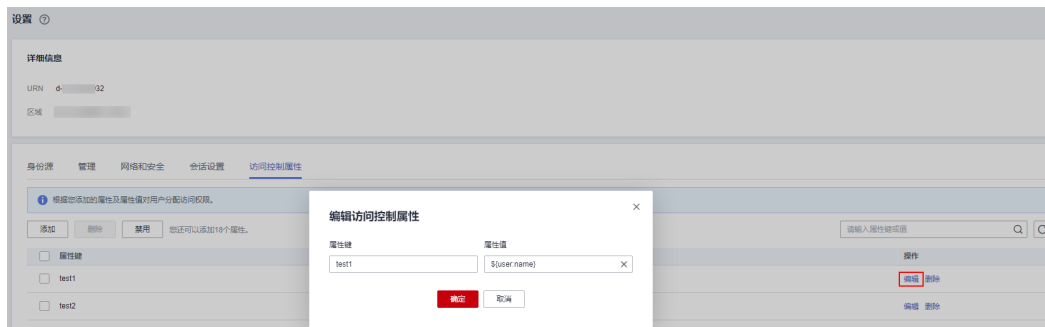 设置
详细信息
URN d- 32
区域
身份源 管理 网络和安全 会话设置 访问控制属性
根据您添加的属性及属性值对用户分配访问权限。
添加 删除 禁用 您还可以添加18个属性。 请输入属性键或值
属性键 操作
test1 编辑 删除
test2 编辑 删除
编辑访问控制属性
属性键 属性值
test1 ${user:name}
确定 取消